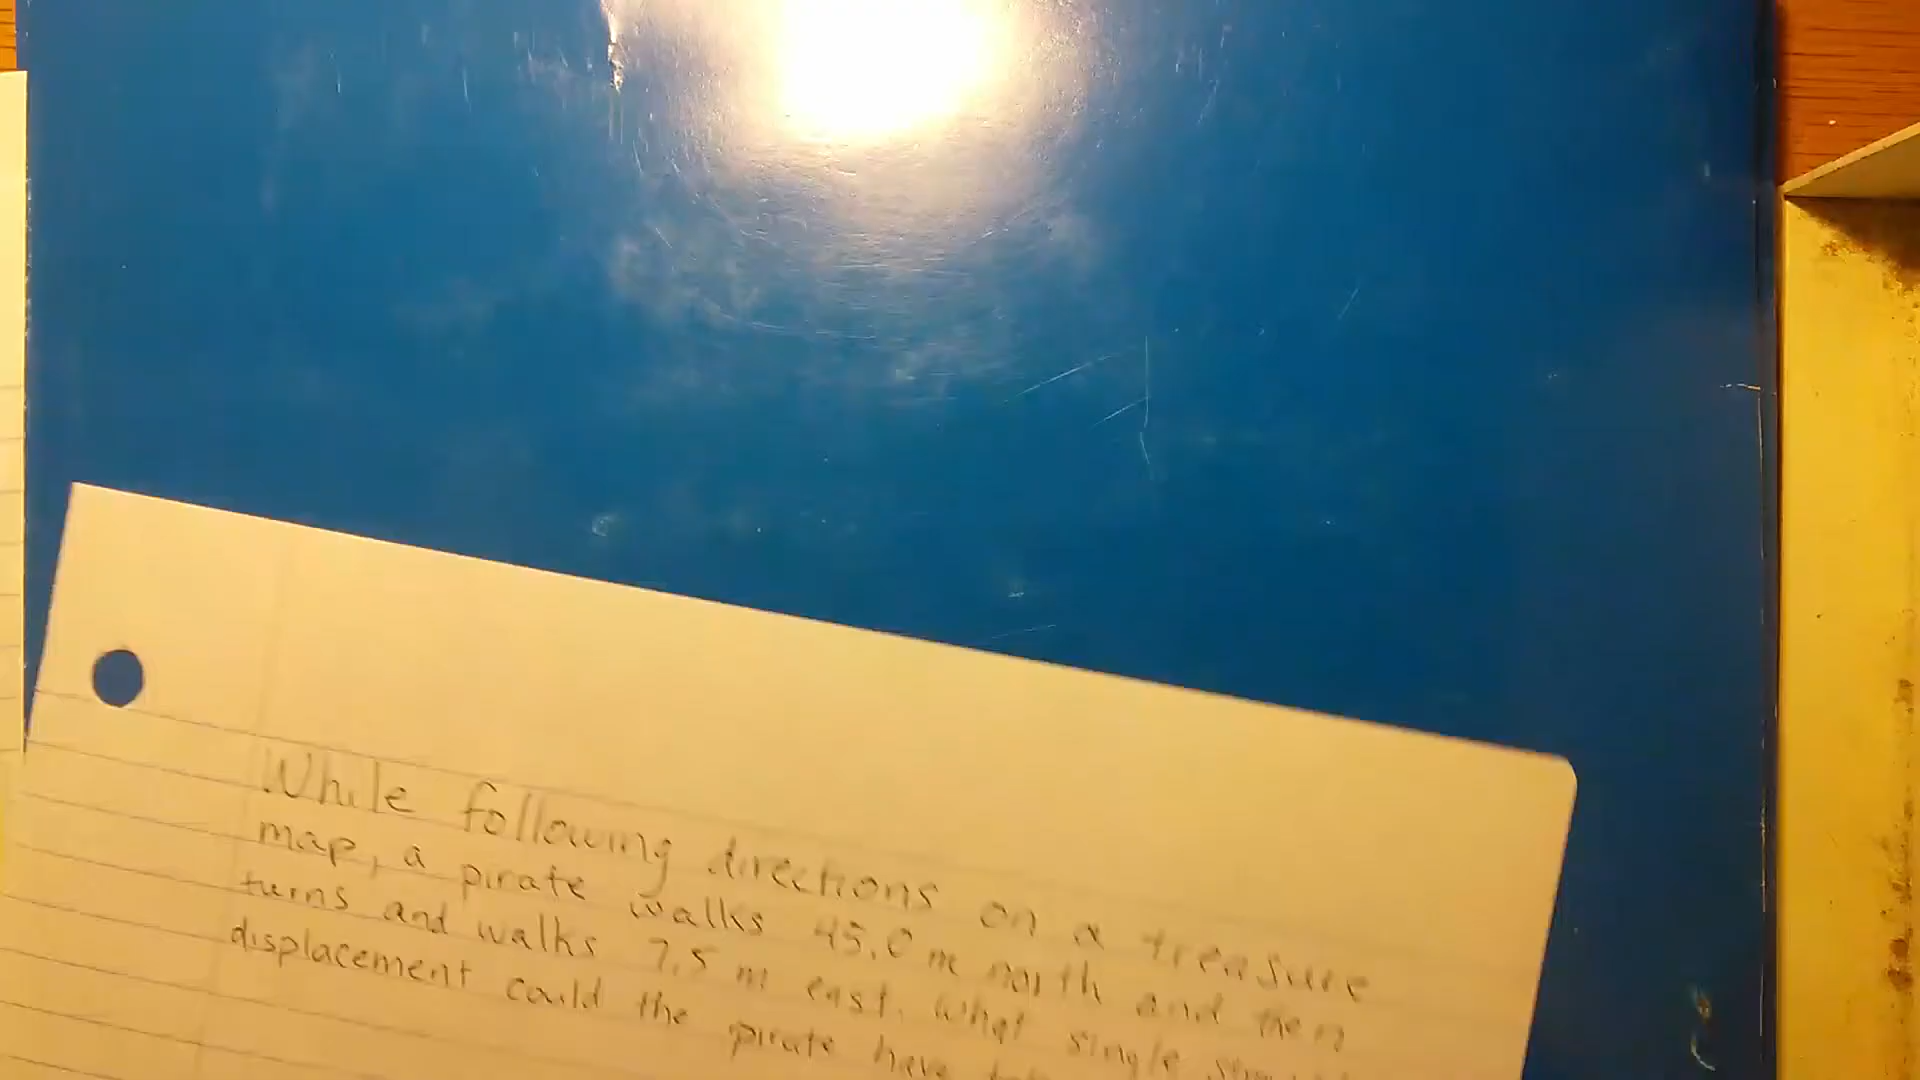 While following directions on a treasure
map, a pirate walks 45.0 m north and then
turns and walks 7.5 m east. What single
displacement could the pirate have